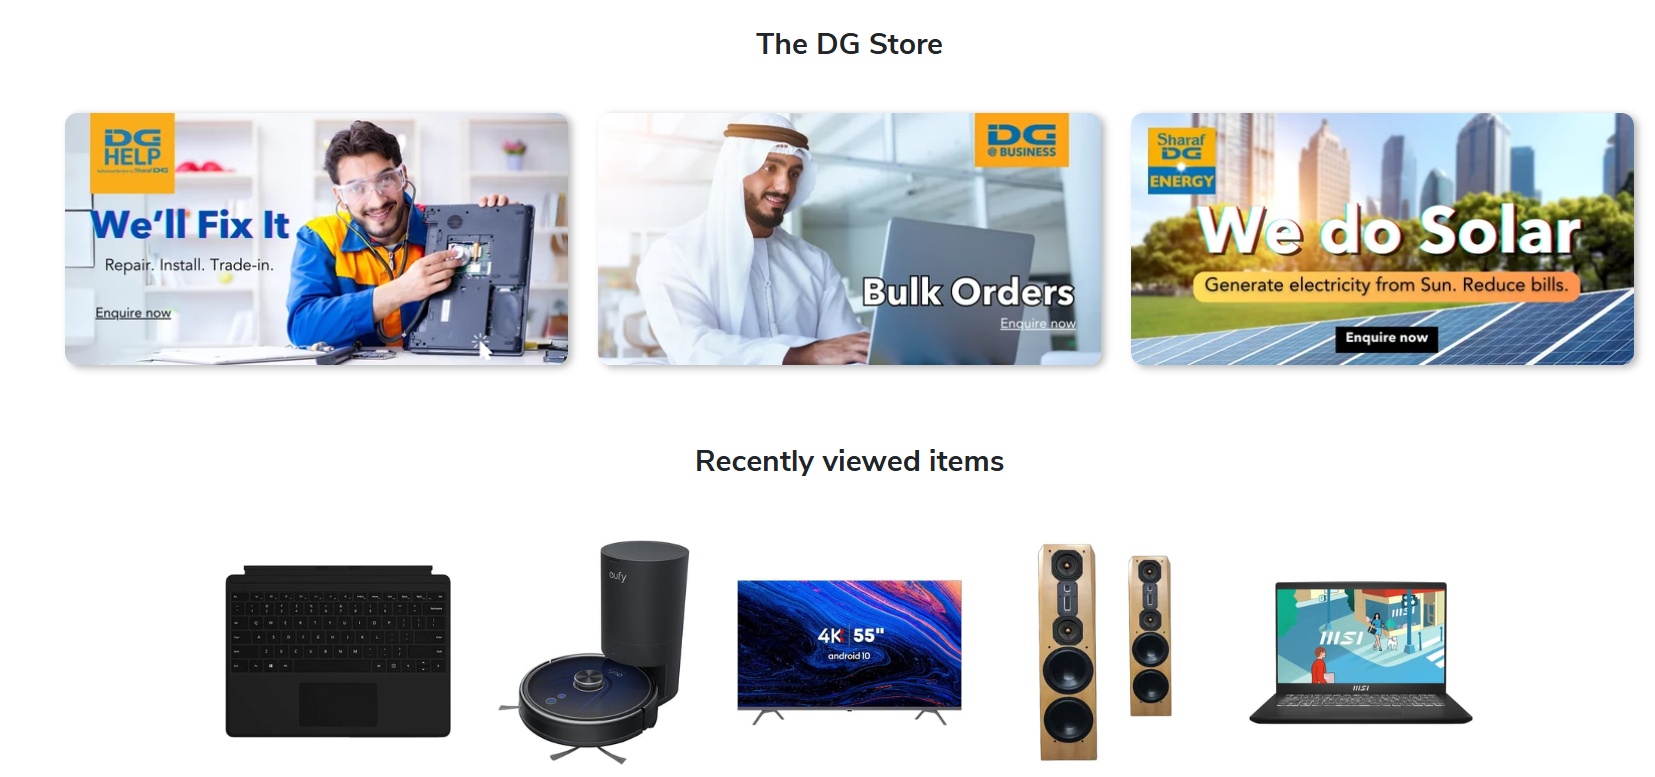 The DG Store
DG
HELP
We'll Fix It
Repair. Install. Trade-in.
Enquire now
DG
@ BUSINESS
Bulk Orders
Enquire now
Sharaf
DG
ENERGY
We do Solar
Generate electricity from Sun. Reduce bills.
Enquire now
Recently viewed items
eufy
4K 55"
android 10
msi
msi
msi